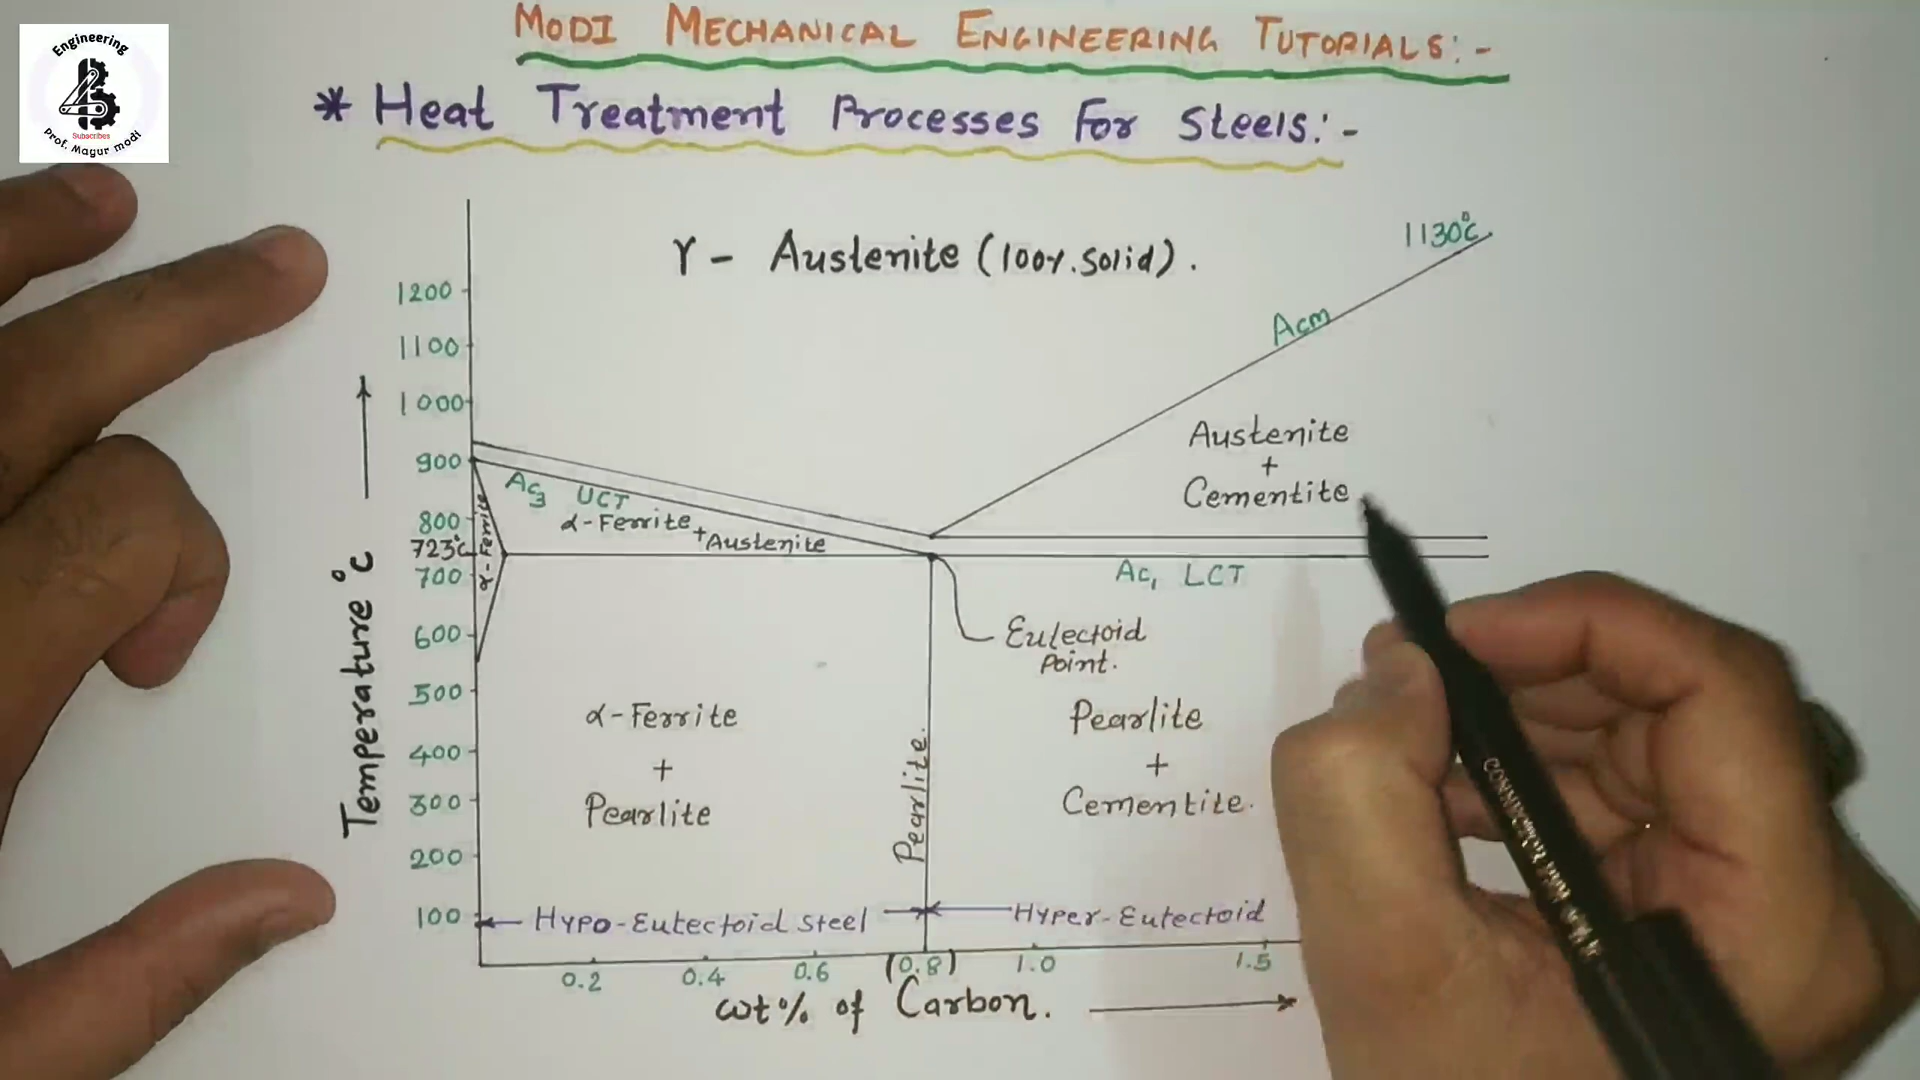 MODI MECHANICAL ENGINEERING TUTORIALS:-
Engineering
Subscribes
Prof. Mayur modi
* Heat Treatment Processes For Steels:-
γ - Austenite (100%. Solid).
1130°C
Acm
1200
1100
1000
900
800
723°C
700
600
500
400
300
200
100
Temperature °C
Ac3 UCT
α-Ferrite
+
Austenite
α-Ferrite
Austenite
+
Cementite
Ac1 LCT
Eutectoid
Point.
α-Ferrite
+
Pearlite
Pearlite.
Pearlite
+
Cementite.
Hypo-Eutectoid Steel
Hyper-Eutectoid
0.2 0.4 0.6 (0.8) 1.0 1.5
wt% of Carbon.